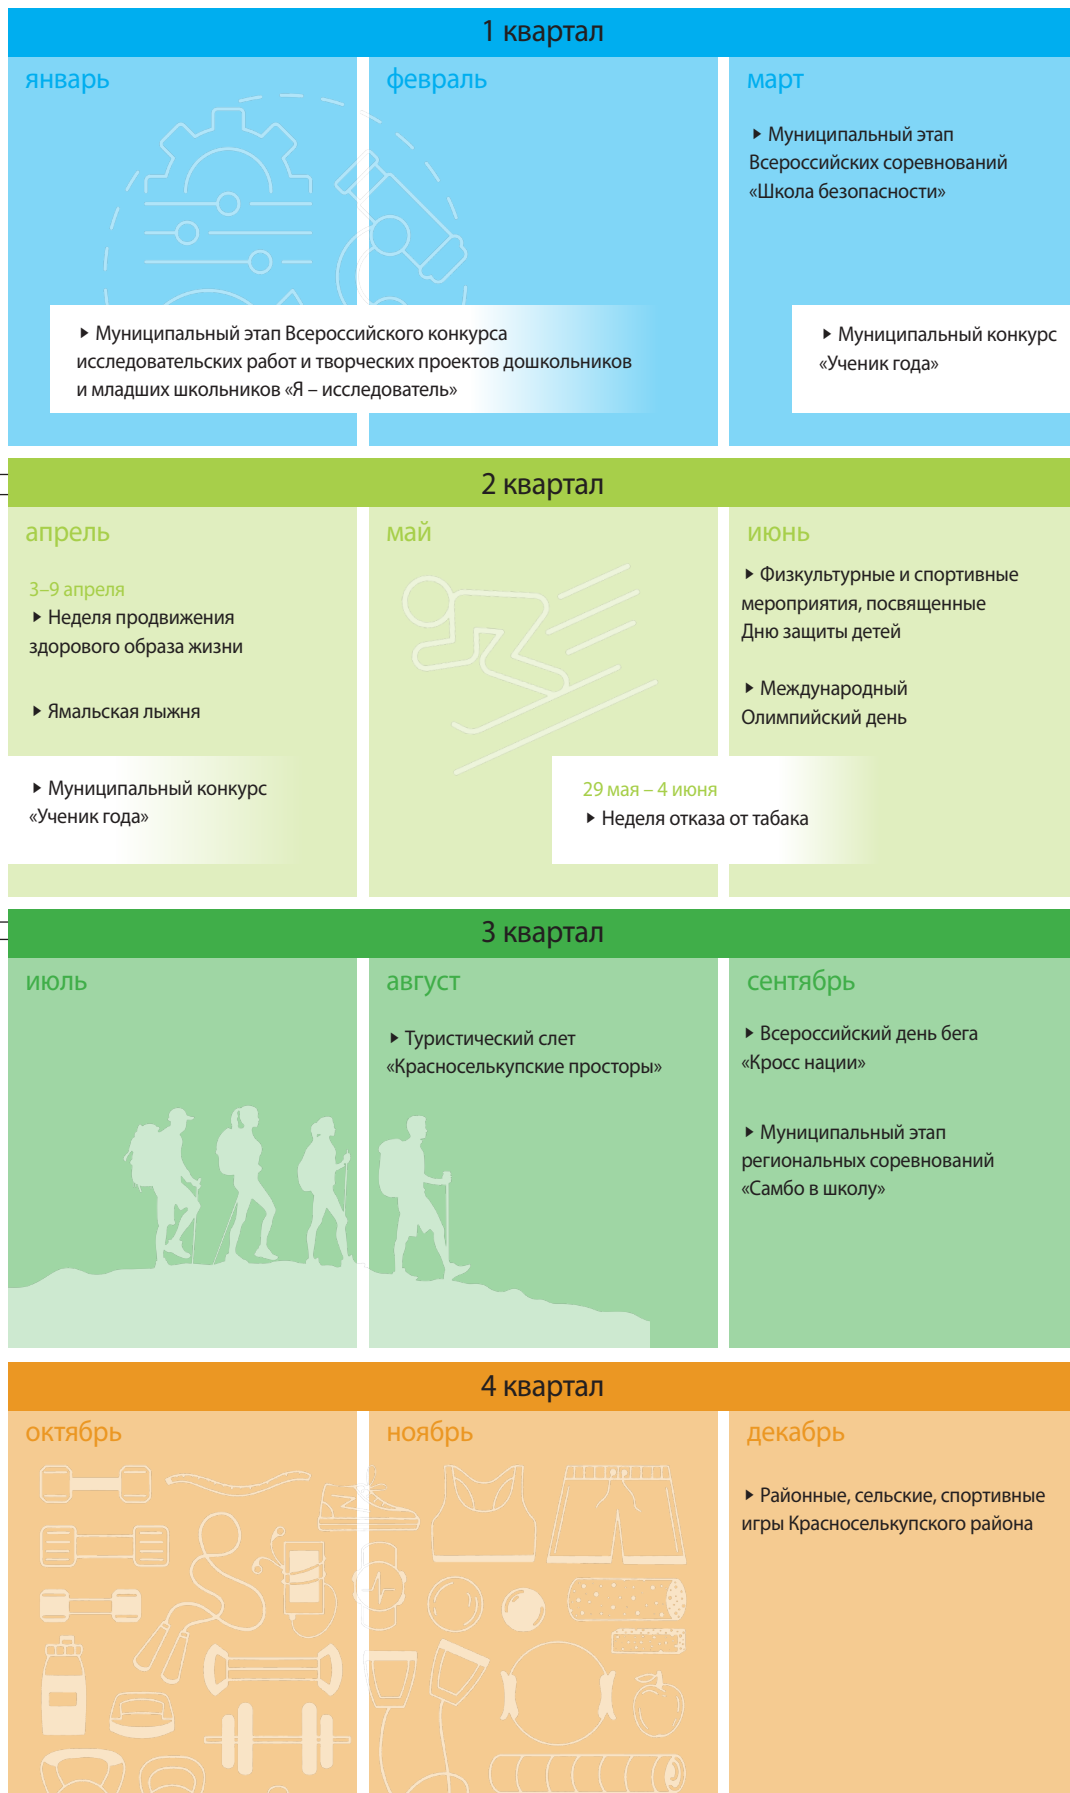 1 квартал
январь
февраль
март
▶ Муниципальный этап
Всероссийских соревнований
«Школа безопасности»
▶ Муниципальный этап Всероссийского конкурса
исследовательских работ и творческих проектов дошкольников
и младших школьников «Я – исследователь»
▶ Муниципальный конкурс
«Ученик года»
2 квартал
апрель
3–9 апреля
▶ Неделя продвижения
здорового образа жизни
▶ Ямальская лыжня
▶ Муниципальный конкурс
«Ученик года»
май
29 мая – 4 июня
▶ Неделя отказа от табака
июнь
▶ Физкультурные и спортивные
мероприятия, посвященные
Дню защиты детей
▶ Международный
Олимпийский день
3 квартал
июль
август
▶ Туристический слет
«Красноселькупские просторы»
сентябрь
▶ Всероссийский день бега
«Кросс нации»
▶ Муниципальный этап
региональных соревнований
«Самбо в школу»
4 квартал
октябрь
ноябрь
декабрь
▶ Районные, сельские, спортивные
игры Красноселькупского района